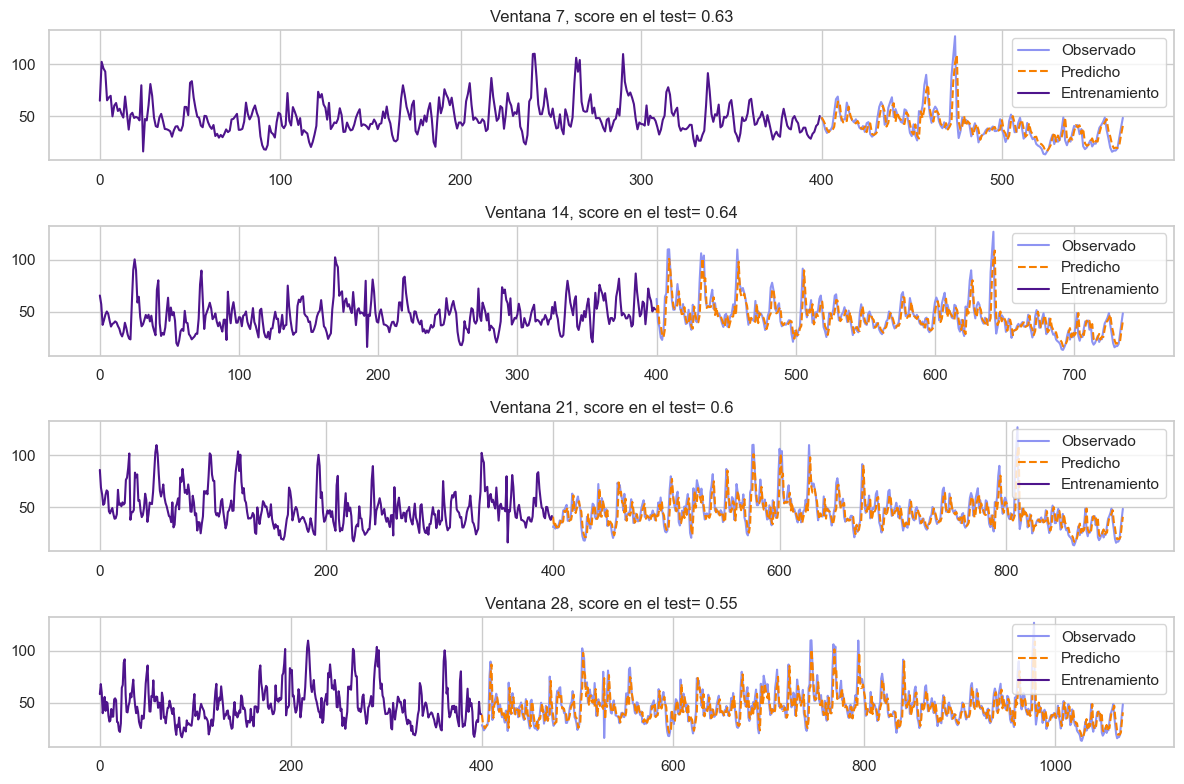 Ventana 7, score en el test= 0.63
100
50
Observado
Predicho
Entrenamiento
0 100 200 300 400 500
Ventana 14, score en el test= 0.64
100
50
Observado
Predicho
Entrenamiento
0 100 200 300 400 500 600 700
Ventana 21, score en el test= 0.6
100
50
Observado
Predicho
Entrenamiento
0 200 400 600 800
Ventana 28, score en el test= 0.55
100
50
Observado
Predicho
Entrenamiento
0 200 400 600 800 1000